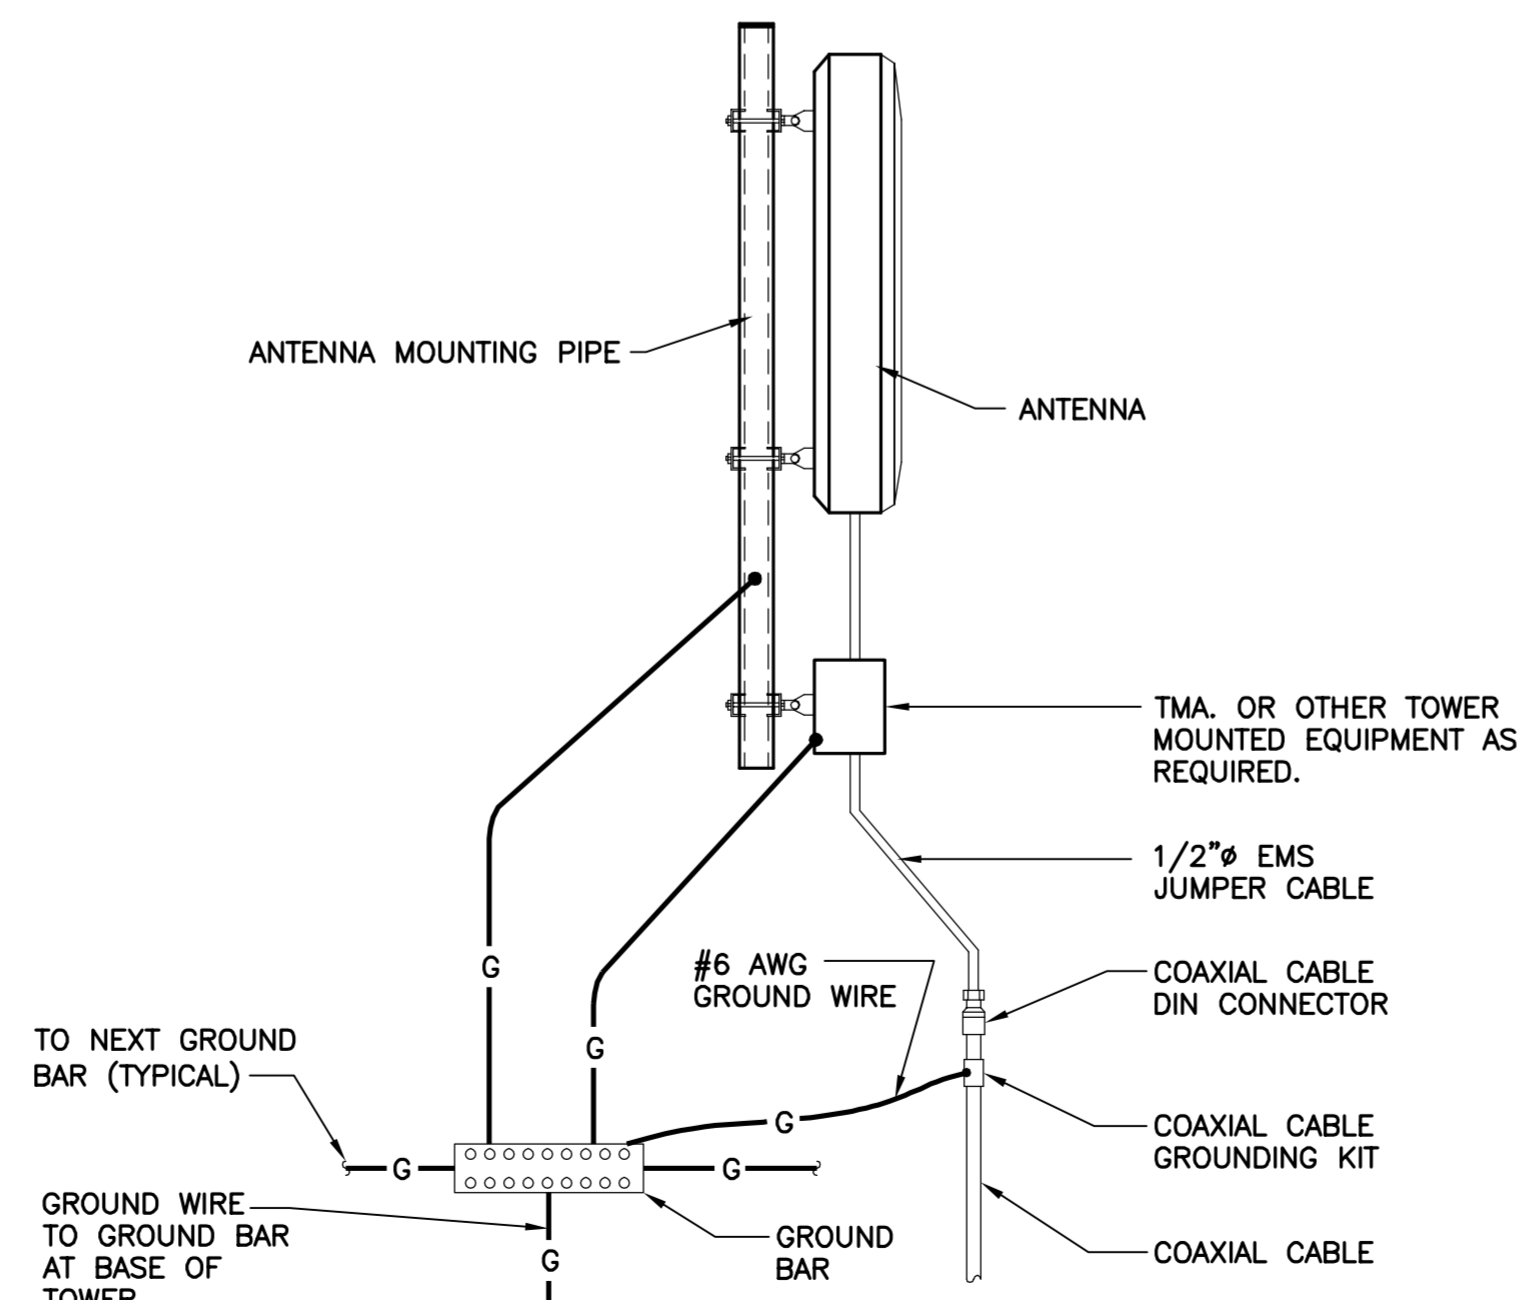 ANTENNA MOUNTING PIPE
ANTENNA
TMA. OR OTHER TOWER
MOUNTED EQUIPMENT AS
REQUIRED.
1/2"ø EMS
JUMPER CABLE
#6 AWG
GROUND WIRE
G
COAXIAL CABLE
DIN CONNECTOR
TO NEXT GROUND
BAR (TYPICAL)
G
G
COAXIAL CABLE
GROUNDING KIT
G
G
GROUND WIRE
TO GROUND BAR
AT BASE OF
TOWER
G
GROUND
BAR
COAXIAL CABLE